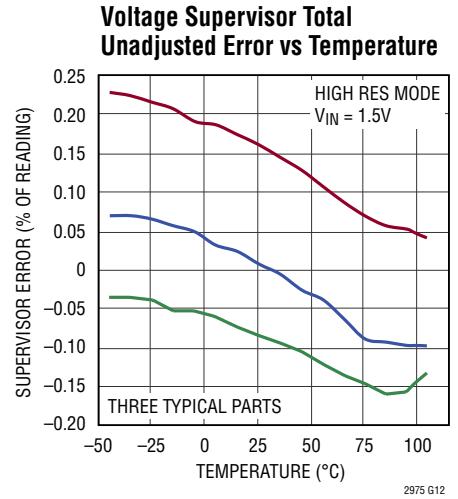 Voltage Supervisor Total
Unadjusted Error vs Temperature
0.25
0.20
0.15
0.10
0.05
0
–0.05
–0.10
–0.15
–0.20
SUPERVISOR ERROR (% OF READING)
HIGH RES MODE
VIN = 1.5V
THREE TYPICAL PARTS
–50 –25 0 25 50 75 100
TEMPERATURE (°C)
2975 G12